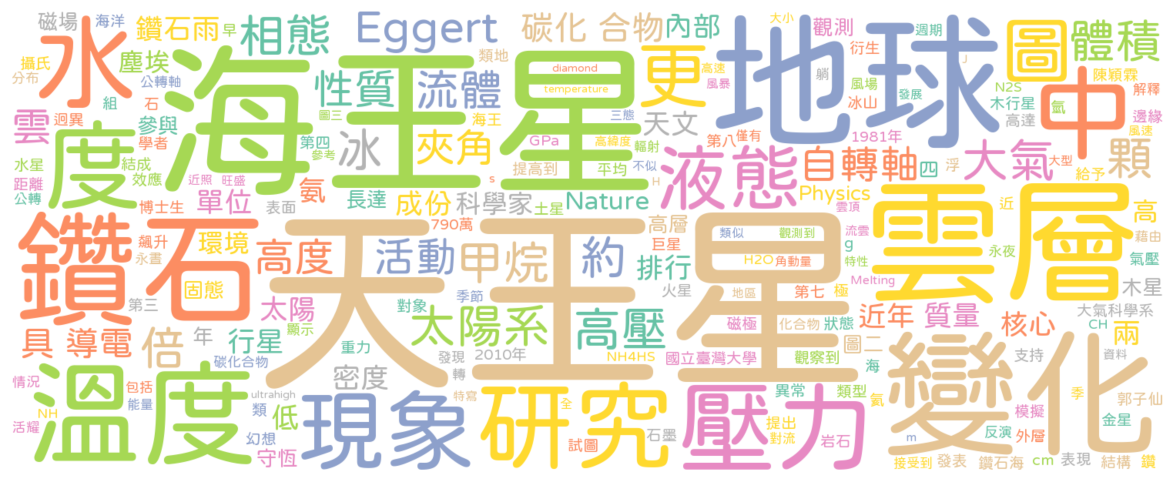 磁場 海洋 鑽石雨 早 相態 Eggert 碳化 合物 內部 觀測 大小 週期 圖 體積
攝氏 分布 塵埃 水 海王星 類地 性質 流體 diamond temperature 更 高速 風暴 地球 衍生 風場 躺 發展 J N2S 陳穎霖 解釋
公轉軸 組 石 迴異 雲 參與 學者 度 圖三 第四 參考 海王 冰 夾角 三態 GPa 高緯度 天文 第八 僅有 冰山 1981年 木行星 氬 高達 中 邊緣 風速
水星 結成 效應 距離 公轉 近照 旺盛 氨 s 提高到 平均 輻射 不似 H 液態 自轉軸 四 浮 大氣 大型 給予 顆
博士生 單位 表面 長達 成份 科學家 土星 Nature Physics 雲頂 近 雲層 高 藉由
鑽石 飆升 永晝 環境 固態 高度 790萬 天王星 活動 甲烷 約 高層 巨星 排行 火星 類似 觀測到 H2O 角動量 g 流雲 特性 Melting 永夜 氣壓 木星
第三 太陽 顯示 對象 季節 太陽系 高壓 地區 第七 極 磁極 化合物 狀態 近年 質量 核心 大氣科學系 CH 兩
具 導電 倍 年 行星 碳化合物 重力 發現 轉 2010年 NH4HS 國立臺灣大學 觀察到 圖二 海 支持 資料
情況 NH 活耀 溫度 包括 能量 類 幻想 低 守恆 ultrahigh 密度 現象 特寫 研究 全 試圖 石墨 提出 對流 壓力 異常 類型 岩石 氦 變化 季 模擬 郭子仙 金星
m 反演 外層 接受到 發表 鑽石海 cm 表現 結構 鑽